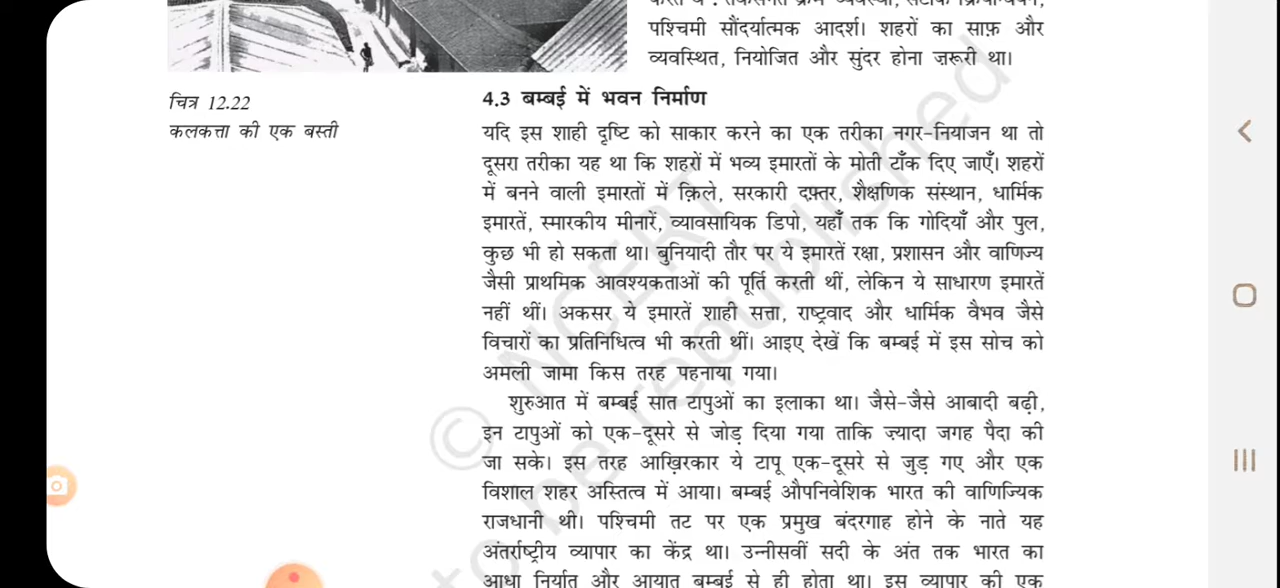 पश्चिमी सौंदर्यात्मक आदर्श। शहरों का साफ़ और
व्यवस्थित, नियोजित और सुंदर होना ज़रूरी था।
चित्र 12.22
कलकत्ता की एक बस्ती
4.3 बम्बई में भवन निर्माण
यदि इस शाही दृष्टि को साकार करने का एक तरीका नगर-नियाजन था तो
दूसरा तरीका यह था कि शहरों में भव्य इमारतों के मोती टाँक दिए जाएँ। शहरों
में बनने वाली इमारतों में क़िले, सरकारी दफ़्तर, शैक्षणिक संस्थान, धार्मिक
इमारतें, स्मारकीय मीनारें, व्यावसायिक डिपो, यहाँ तक कि गोदियाँ और पुल,
कुछ भी हो सकता था। बुनियादी तौर पर ये इमारतें रक्षा, प्रशासन और वाणिज्य
जैसी प्राथमिक आवश्यकताओं की पूर्ति करती थीं, लेकिन ये साधारण इमारतें
नहीं थीं। अकसर ये इमारतें शाही सत्ता, राष्ट्रवाद और धार्मिक वैभव जैसे
विचारों का प्रतिनिधित्व भी करती थीं। आइए देखें कि बम्बई में इस सोच को
अमली जामा किस तरह पहनाया गया।
शुरुआत में बम्बई सात टापुओं का इलाका था। जैसे-जैसे आबादी बढ़ी,
इन टापुओं को एक-दूसरे से जोड़ दिया गया ताकि ज़्यादा जगह पैदा की
जा सके। इस तरह आख़िरकार ये टापू एक-दूसरे से जुड़ गए और एक
विशाल शहर अस्तित्व में आया। बम्बई औपनिवेशिक भारत की वाणिज्यिक
राजधानी थी। पश्चिमी तट पर एक प्रमुख बंदरगाह होने के नाते यह
अंतर्राष्ट्रीय व्यापार का केंद्र था। उन्नीसवीं सदी के अंत तक भारत का
आधा निर्यात और आयात बम्बई से ही होता था। इस व्यापार की एक
© NCERT
to be republished